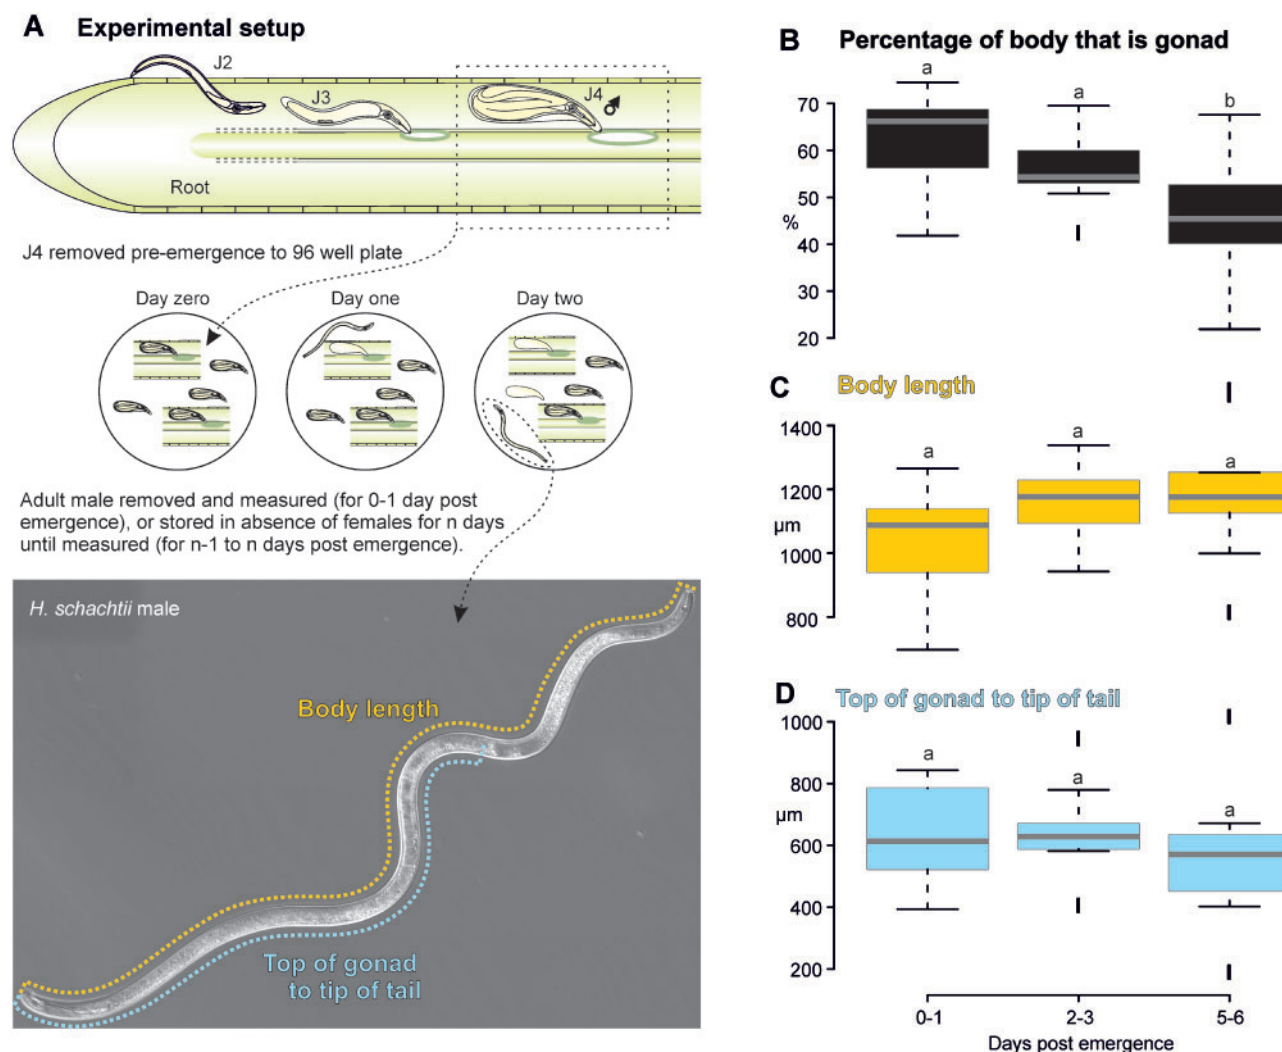 A Experimental setup
J2
J3
J4
Root
J4 removed pre-emergence to 96 well plate
Day zero
Day one
Day two
Adult male removed and measured (for 0-1 day post
emergence), or stored in absence of females for n days
until measured (for n-1 to n days post emergence).
H. schachtii male
Body length
Top of gonad
to tip of tail
B Percentage of body that is gonad
a
a
b
70
60
50
%
40
30
20
C Body length
1400
a
a
a
1200
µm
1000
800
D Top of gonad to tip of tail
1000
a
a
a
800
µm
600
400
200
0-1
2-3
5-6
Days post emergence